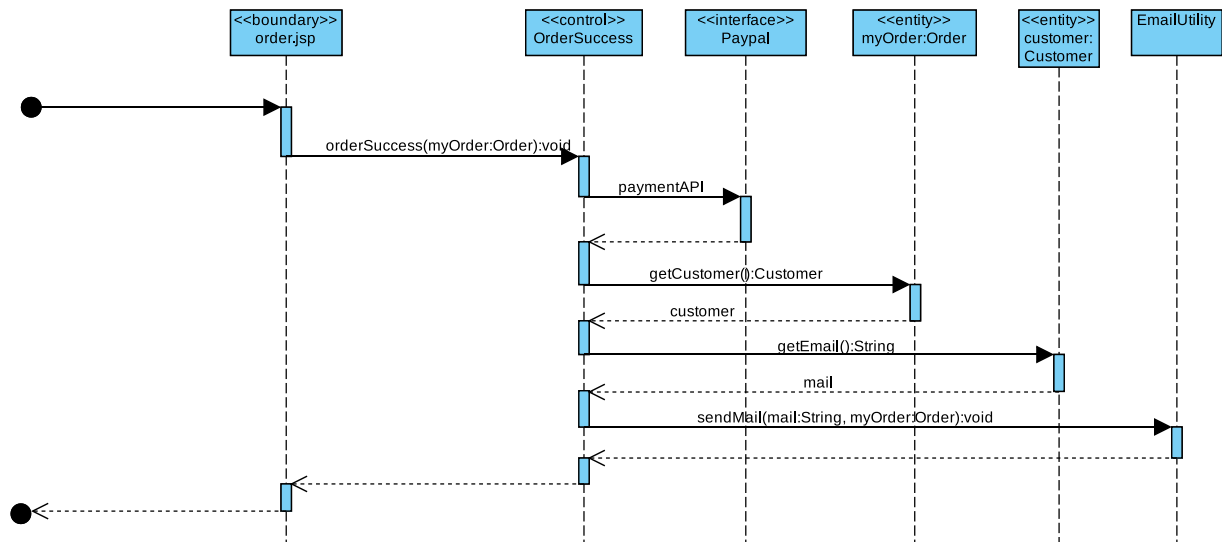 <<boundary>>
order.jsp
<<control>>
OrderSuccess
<<interface>>
Paypal
<<entity>>
myOrder:Order
<<entity>>
customer:
Customer
EmailUtility
orderSuccess(myOrder:Order):void
paymentAPI
getCustomer():Customer
customer
getEmail():String
mail
sendMail(mail:String, myOrder:Order):void